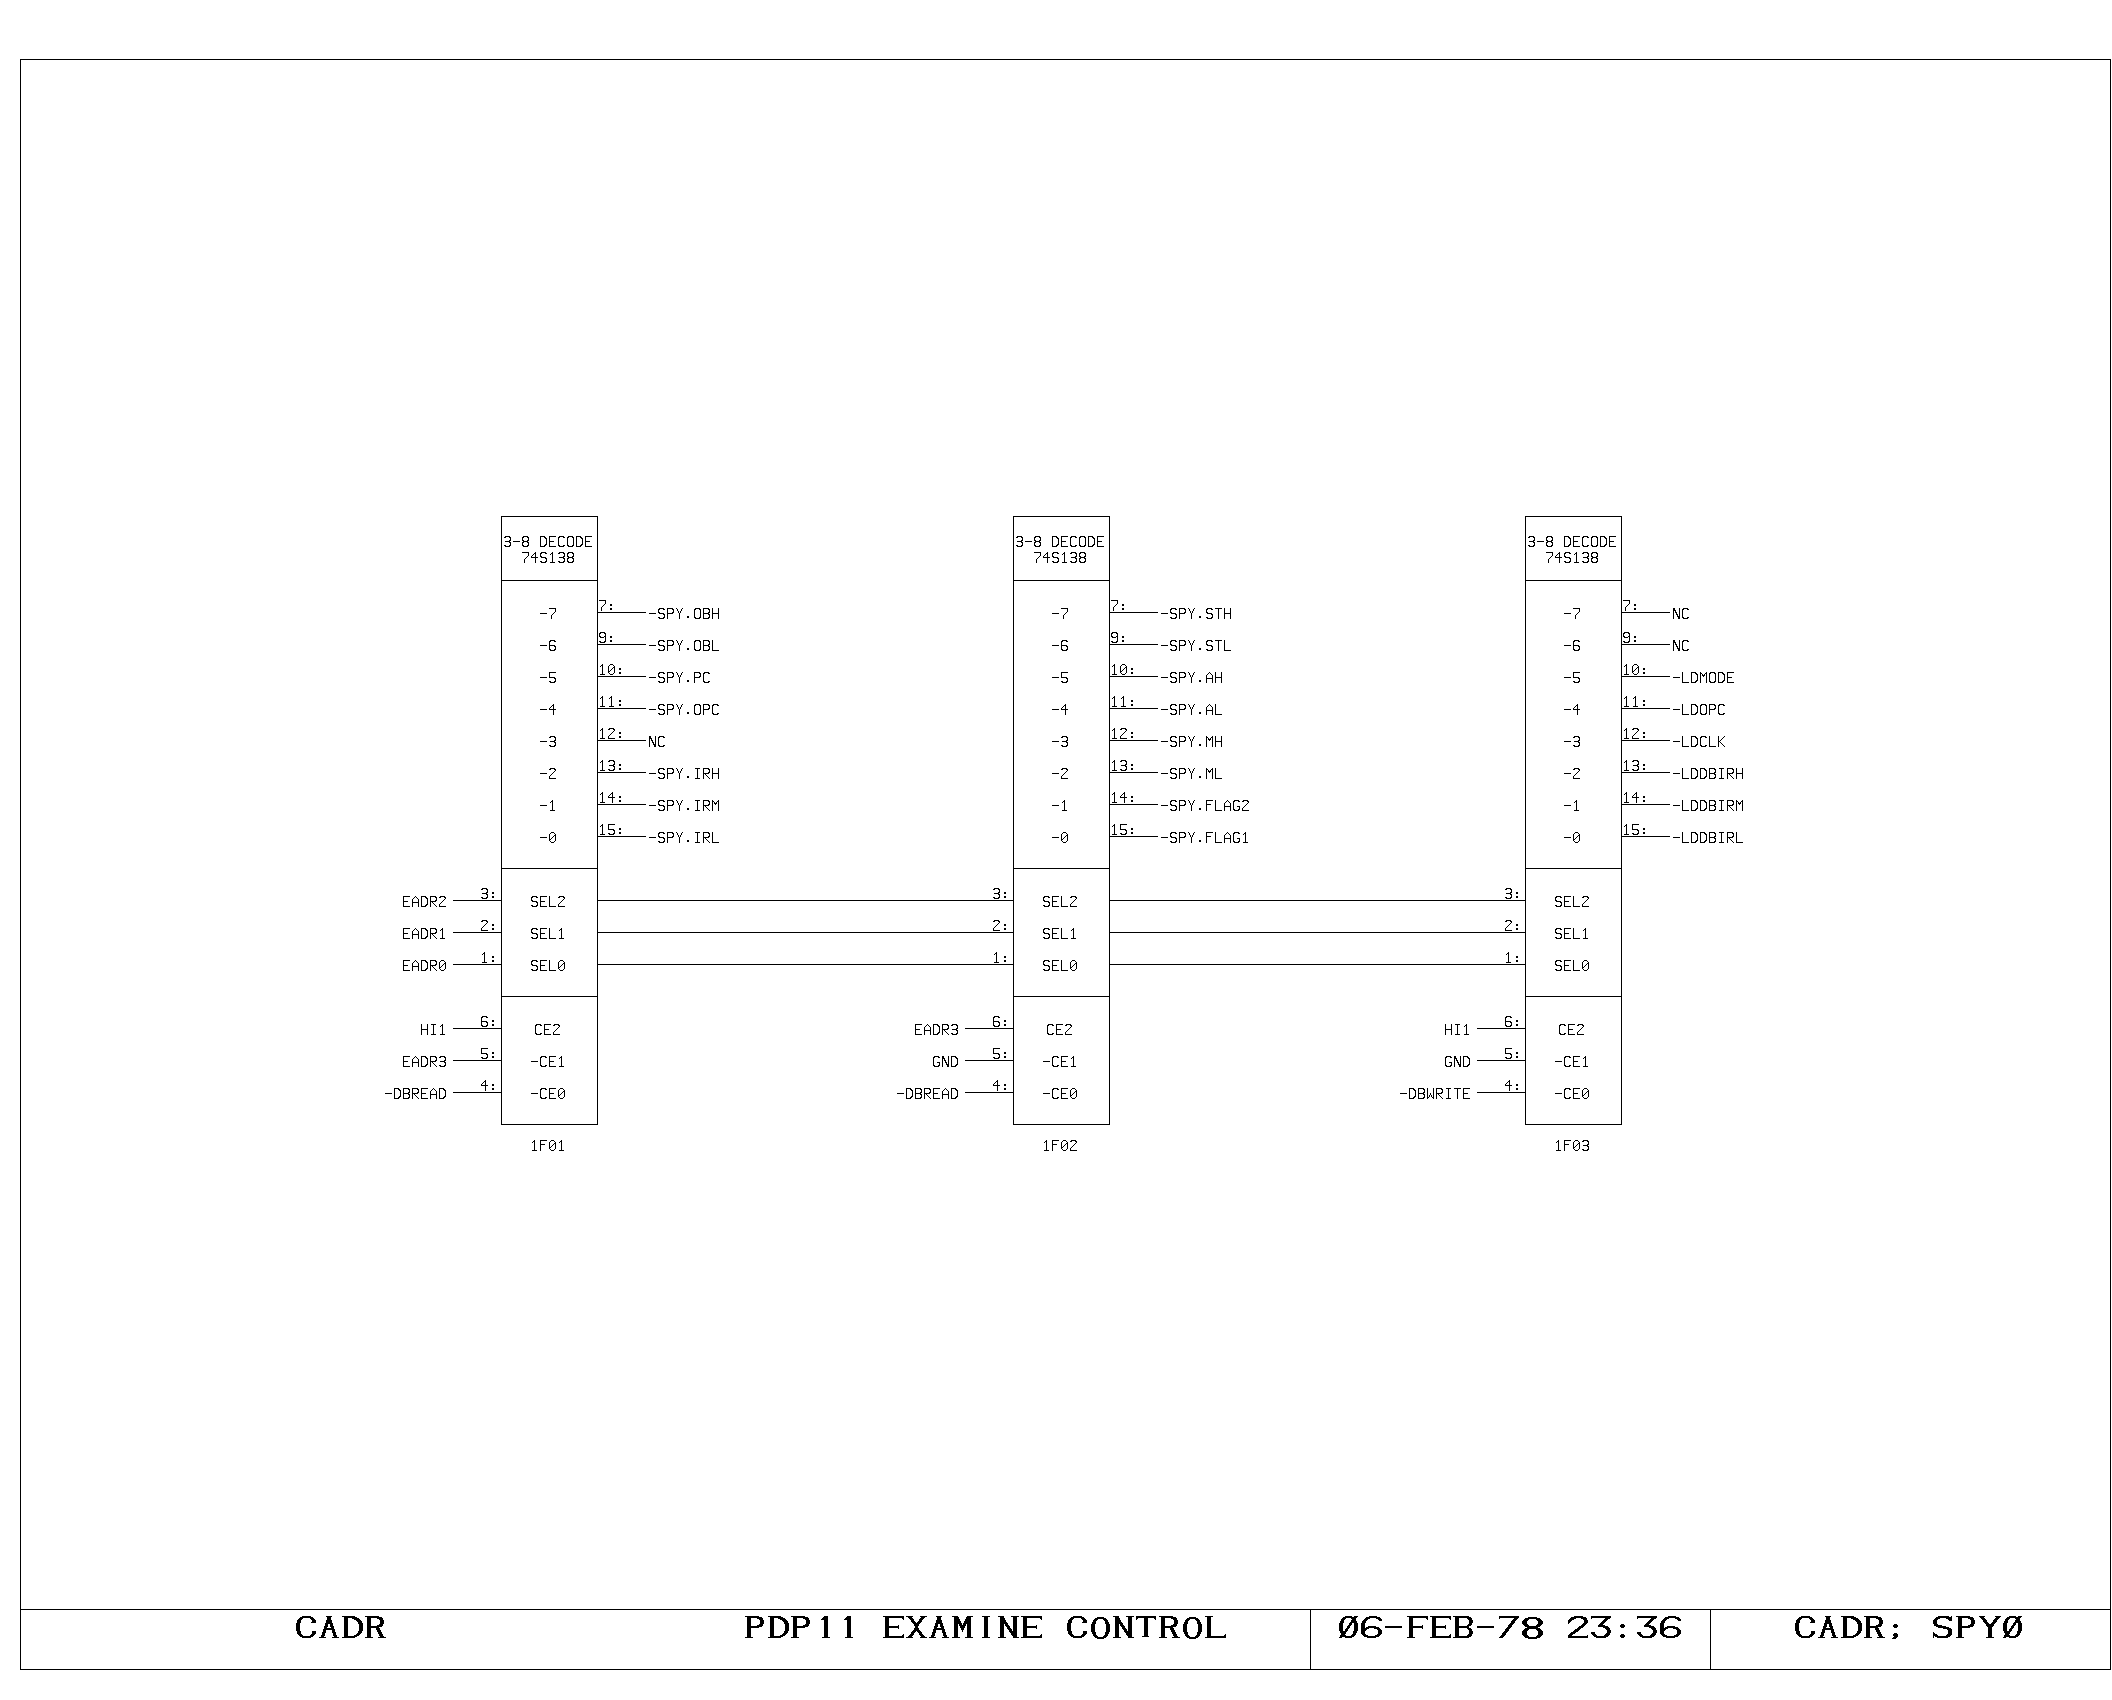 3-8 DECODE 3-8 DECODE 3-8 DECODE
74S138 74S138 74S138
-7 7: -SPY.OBH -7 7: -SPY.STH -7 7: NC
-6 9: -SPY.OBL -6 9: -SPY.STL -6 9: NC
-5 10: -SPY.PC -5 10: -SPY.AH -5 10: -LDMODE
-4 11: -SPY.OPC -4 11: -SPY.AL -4 11: -LDOPC
-3 12: NC -3 12: -SPY.MH -3 12: -LDCLK
-2 13: -SPY.IRH -2 13: -SPY.ML -2 13: -LDDBIRH
-1 14: -SPY.IRM -1 14: -SPY.FLAG2 -1 14: -LDDBIRM
-0 15: -SPY.IRL -0 15: -SPY.FLAG1 -0 15: -LDDBIRL
EADR2 3: SEL2 3: SEL2 3: SEL2
EADR1 2: SEL1 2: SEL1 2: SEL1
EADR0 1: SEL0 1: SEL0 1: SEL0
HI1 6: CE2 EADR3 6: CE2 HI1 6: CE2
EADR3 5: -CE1 GND 5: -CE1 GND 5: -CE1
-DBREAD 4: -CE0 -DBREAD 4: -CE0 -DBWRITE 4: -CE0
1F01 1F02 1F03
CADR PDP11 EXAMINE CONTROL 06-FEB-78 23:36 CADR; SPY0